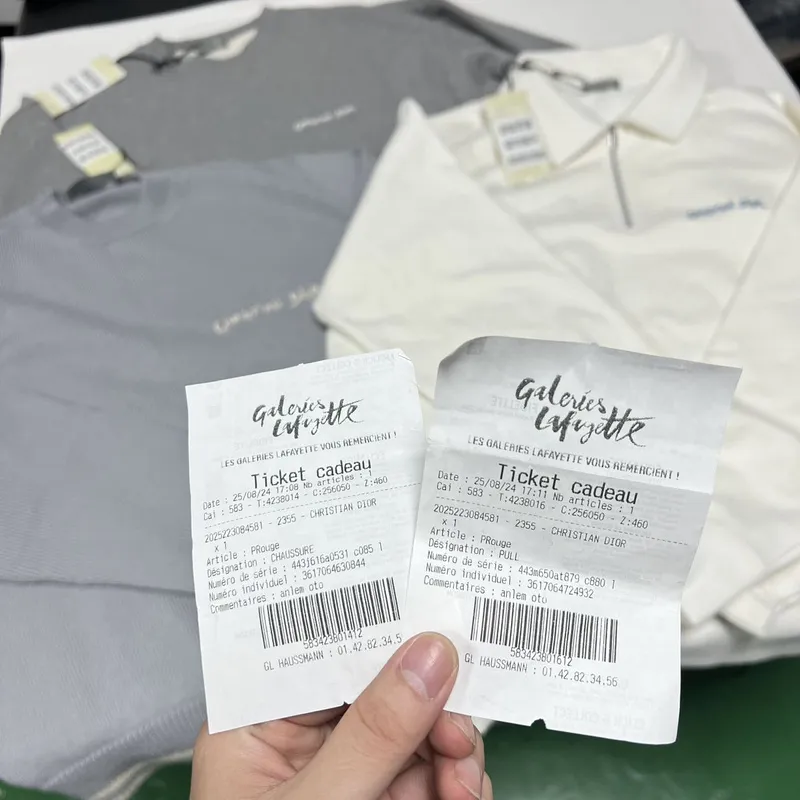 Galeries
Lafayette
LES GALERIES LAFAYETTE VOUS REMERCIENT !
Ticket cadeau
Date : 25/08/24 17:08 Nb articles : 1
Cai : 583 - T:4238014 - C:256050 - Z:460
2025223084581 - 2355 - CHRISTIAN DIOR
x 1
Article : PRouge
Désignation : CHAUSSURE
Numéro de série : 443j616a0531 c085 l
Numéro individuel : 3617064630844
Commentaires : anlem oto
583423801412
GL HAUSSMANN : 01.42.82.34.5
Galeries
Lafayette
LES GALERIES LAFAYETTE VOUS REMERCIENT !
Ticket cadeau
Date : 25/08/24 17:11 Nb articles : 1
Cai : 583 - T:4238016 - C:256050 - Z:460
2025223084581 - 2355 - CHRISTIAN DIOR
x 1
Article : PRouge
Désignation : PULL
Numéro de série : 443m650at879 c880 l
Numéro individuel : 3617064724932
Commentaires : anlem oto
583423801612
GL HAUSSMANN : 01.42.82.34.56